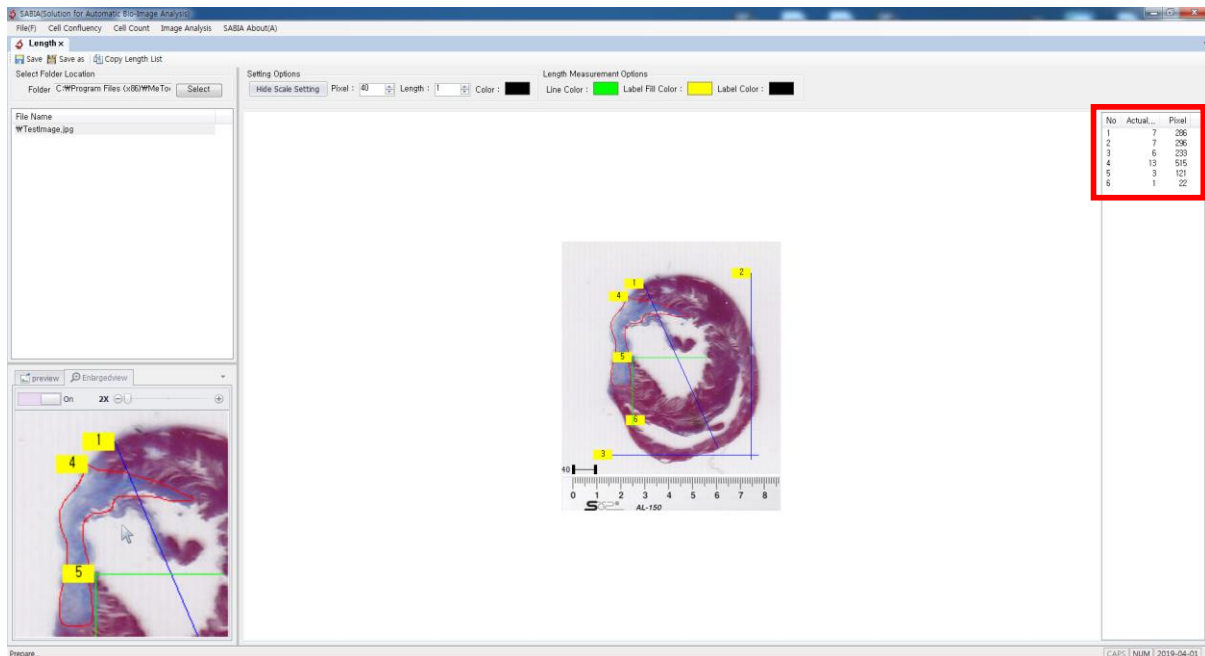 SABIA(Solution for Automatic Bio-Image Analysis)
File(F) Cell Confluency Cell Count Image Analysis SABIA About(A)
Length x
Save Save as Copy Length List
Select Folder Location
Folder C:₩Program Files (x86)₩MeTo Select
Setting Options
Hide Scale Setting Pixel : 40 Length : 1 Color :
Length Measurement Options
Line Color : Label Fill Color : Label Color :
File Name
₩TestImage.jpg
preview Enlargedview
On 2X
1
4
5
1
2
4
5
6
3
40
0 1 2 3 4 5 6 7 8
AL-150
No Actual,... Pixel
1 7 286
2 7 296
3 6 233
4 13 515
5 3 121
6 1 22
Prepare...
CAPS NUM 2019-04-01